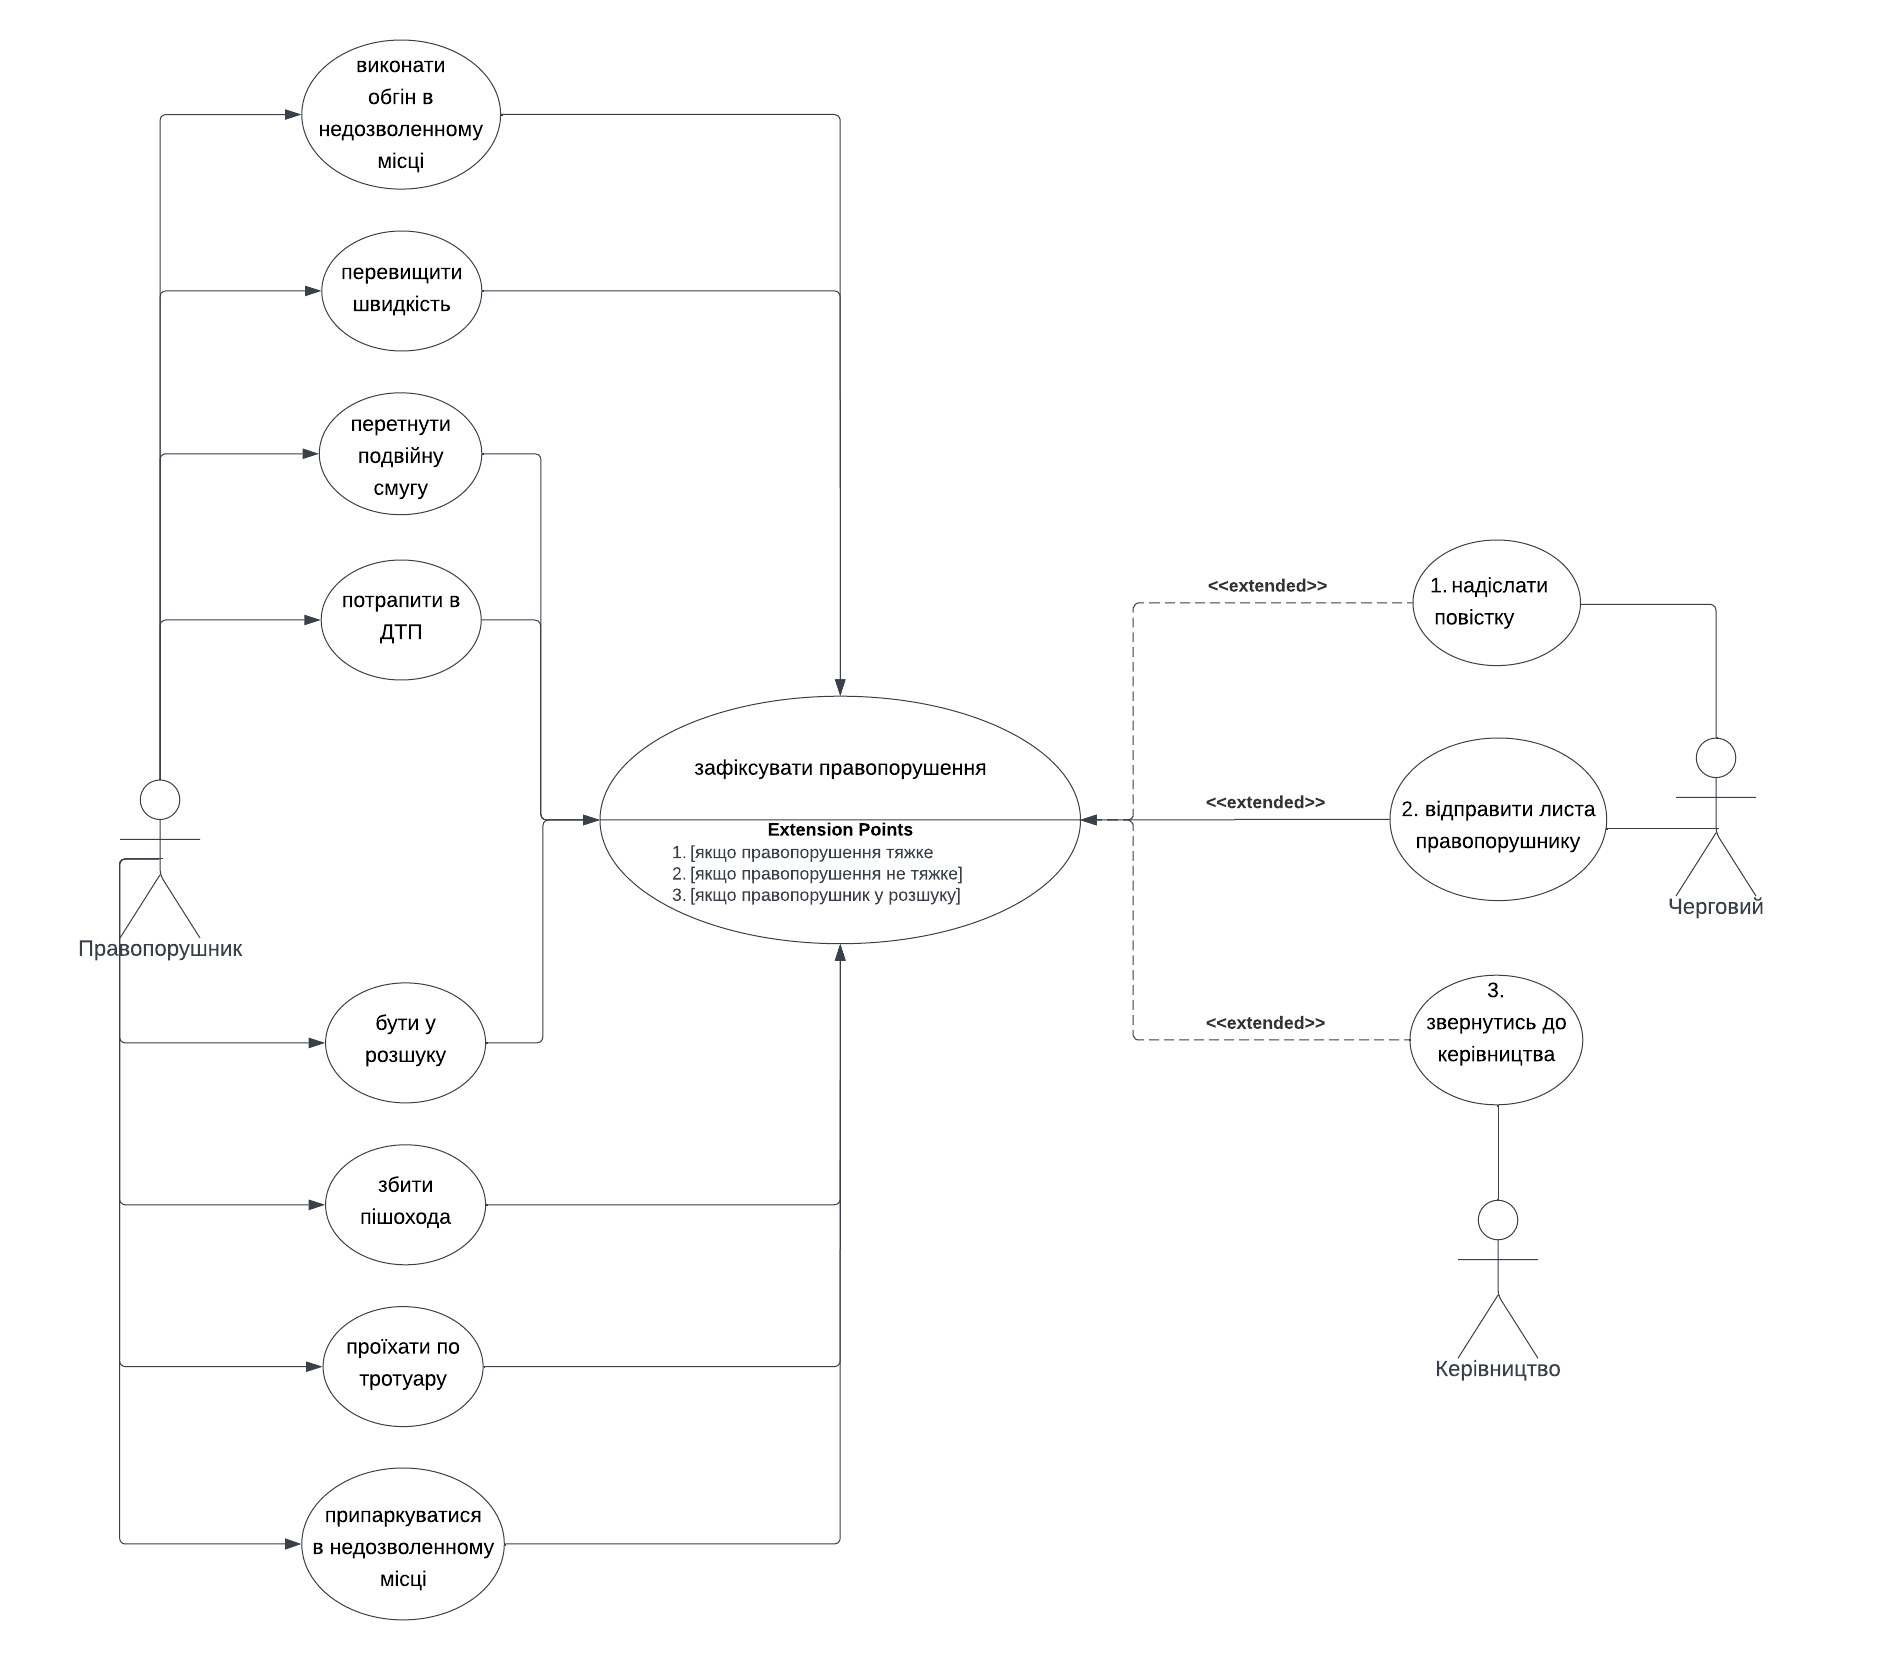 виконати
обгін в
недозволенному
місці
перевищити
швидкість
перетнути
подвійну
смугу
потрапити в
ДТП
Правопорушник
бути у
розшуку
збити
пішохода
проїхати по
тротуару
припаркуватися
в недозволенному
місці
зафіксувати правопорушення
Extension Points
1. [якщо правопорушення тяжке
2. [якщо правопорушення не тяжке]
3. [якщо правопорушник у розшуку]
<<extended>>
<<extended>>
<<extended>>
1. надіслати
повістку
2. відправити листа
правопорушнику
3.
звернутись до
керівництва
Черговий
Керівництво